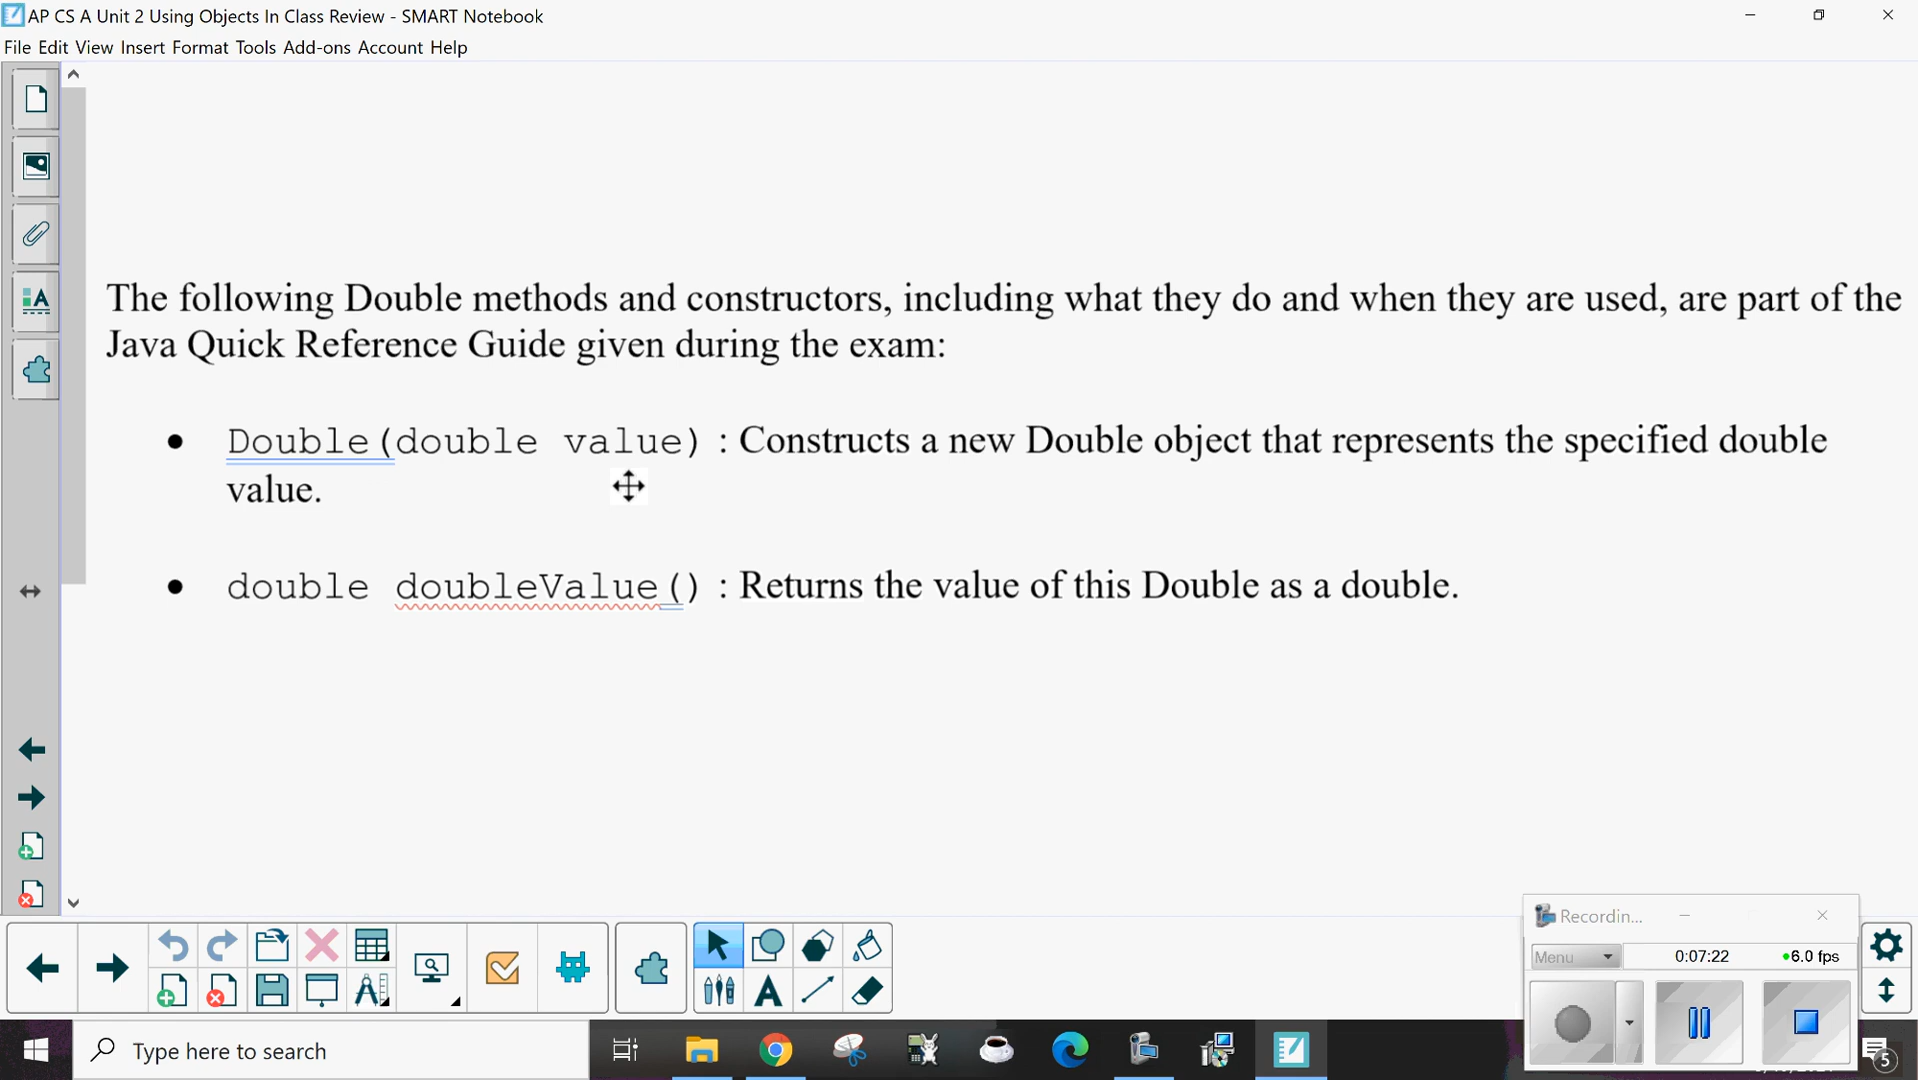 AP CS A Unit 2 Using Objects In Class Review - SMART Notebook
File Edit View Insert Format Tools Add-ons Account Help
The following Double methods and constructors, including what they do and when they are used, are part of the
Java Quick Reference Guide given during the exam:
• Double(double value) : Constructs a new Double object that represents the specified double
value.
• double doubleValue() : Returns the value of this Double as a double.
Recordin...
Menu
0:07:22
6.0 fps
Type here to search
5